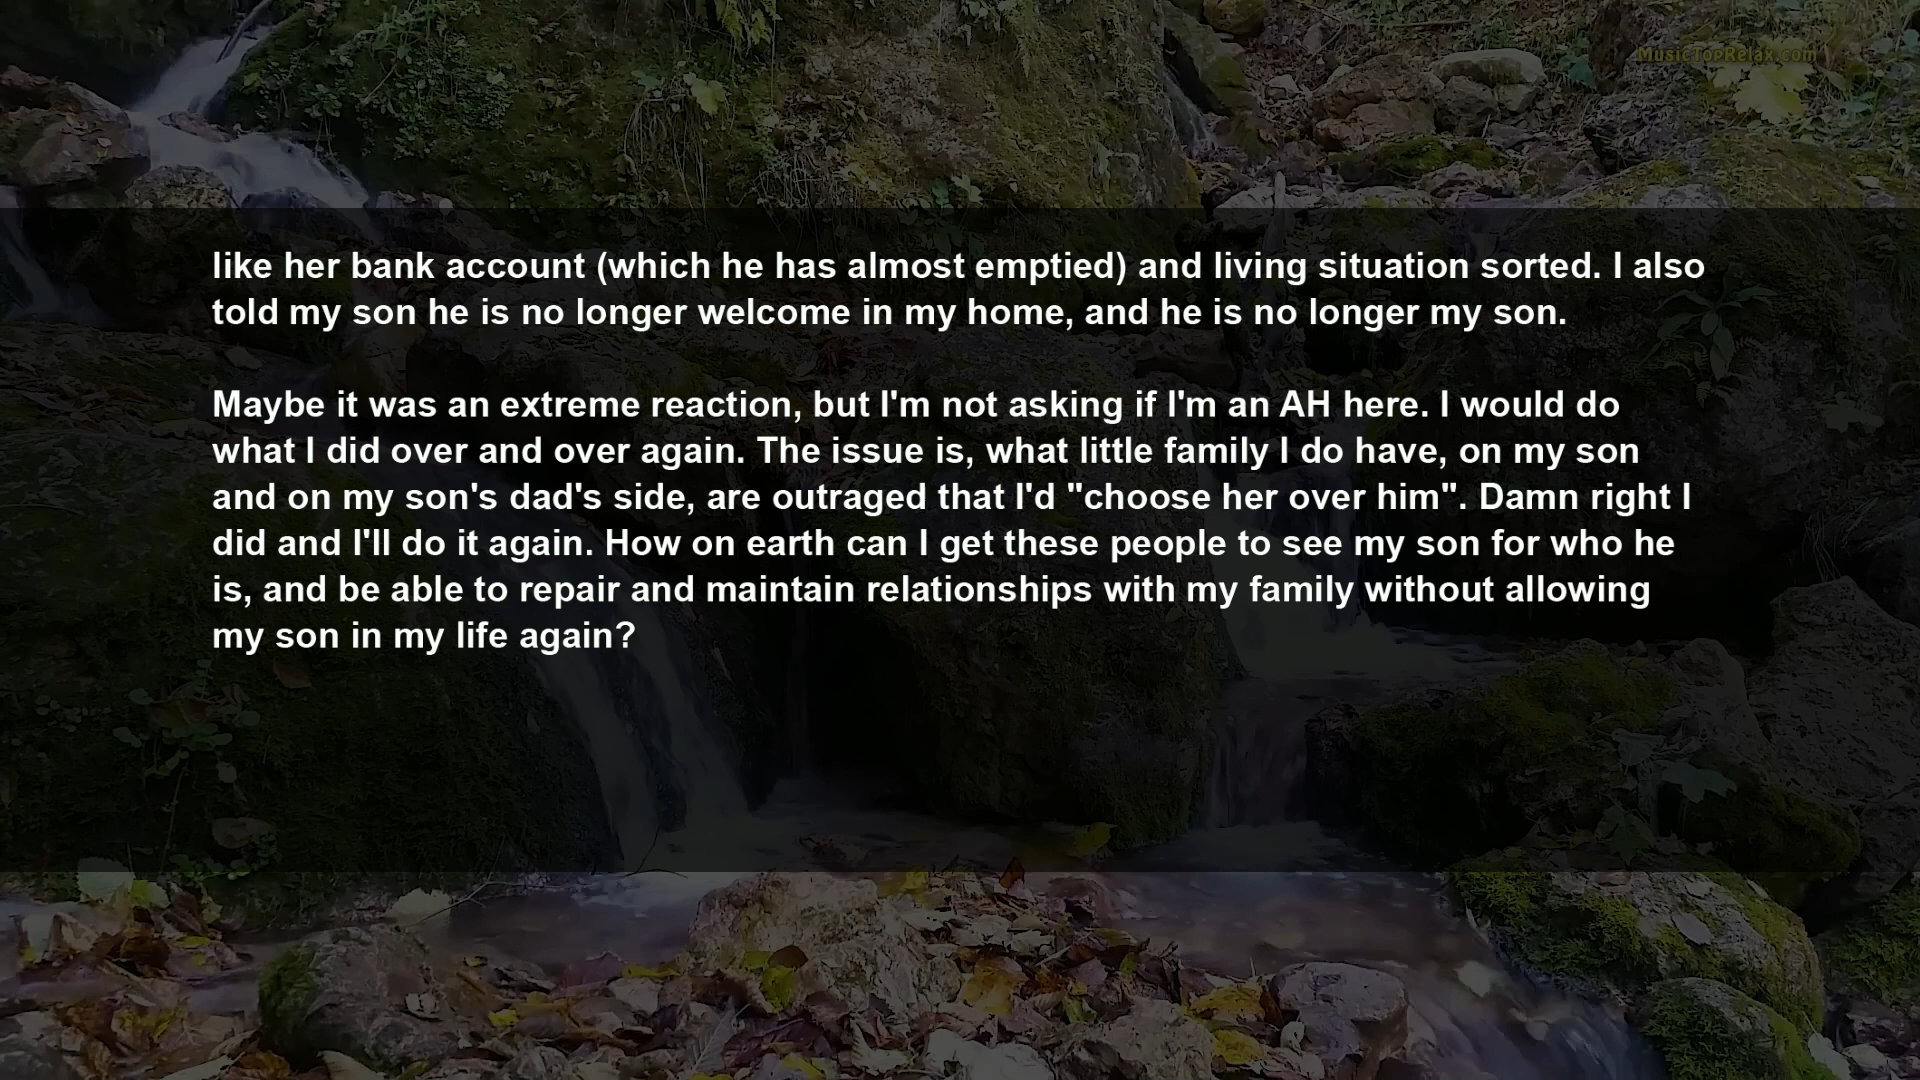 MusicTopRelax.com
like her bank account (which he has almost emptied) and living situation sorted. I also
told my son he is no longer welcome in my home, and he is no longer my son.
Maybe it was an extreme reaction, but I'm not asking if I'm an AH here. I would do
what I did over and over again. The issue is, what little family I do have, on my son
and on my son's dad's side, are outraged that I'd "choose her over him". Damn right I
did and I'll do it again. How on earth can I get these people to see my son for who he
is, and be able to repair and maintain relationships with my family without allowing
my son in my life again?